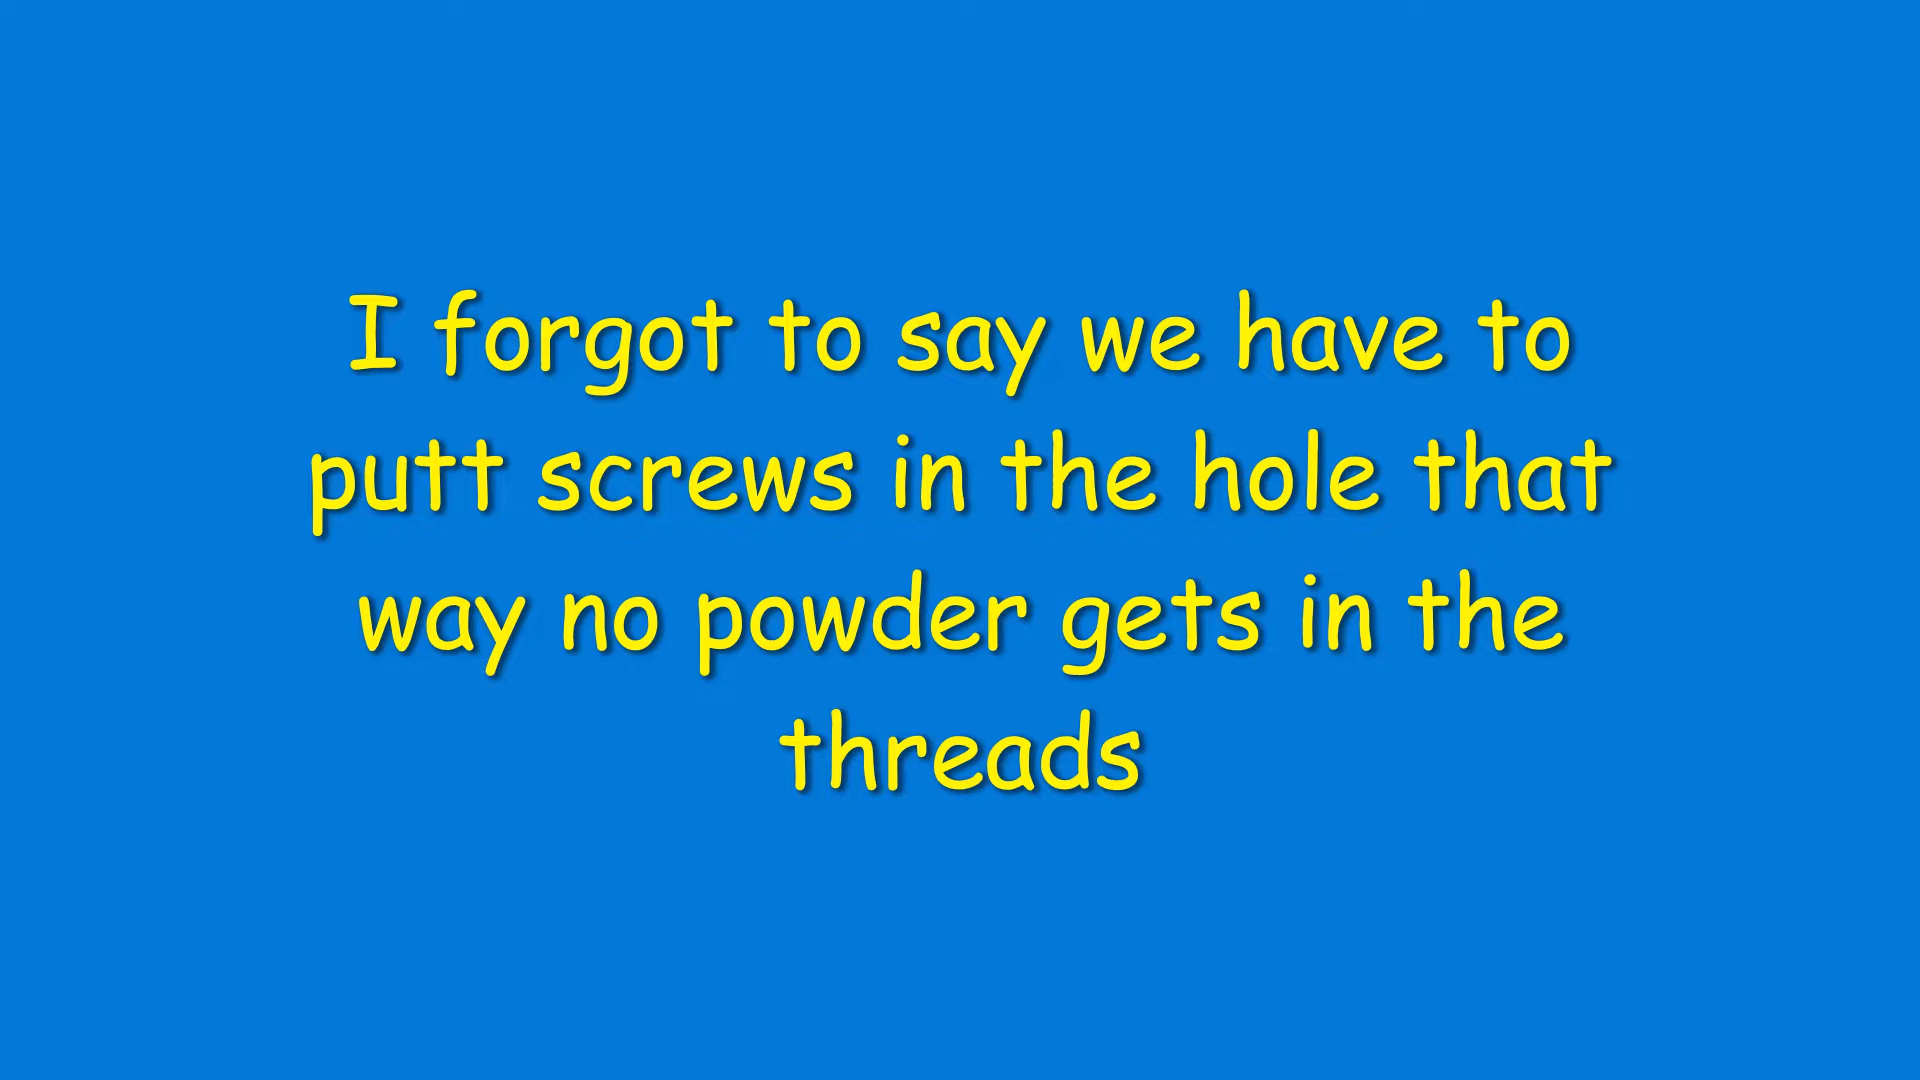 I forgot to say we have to
putt screws in the hole that
way no powder gets in the
threads